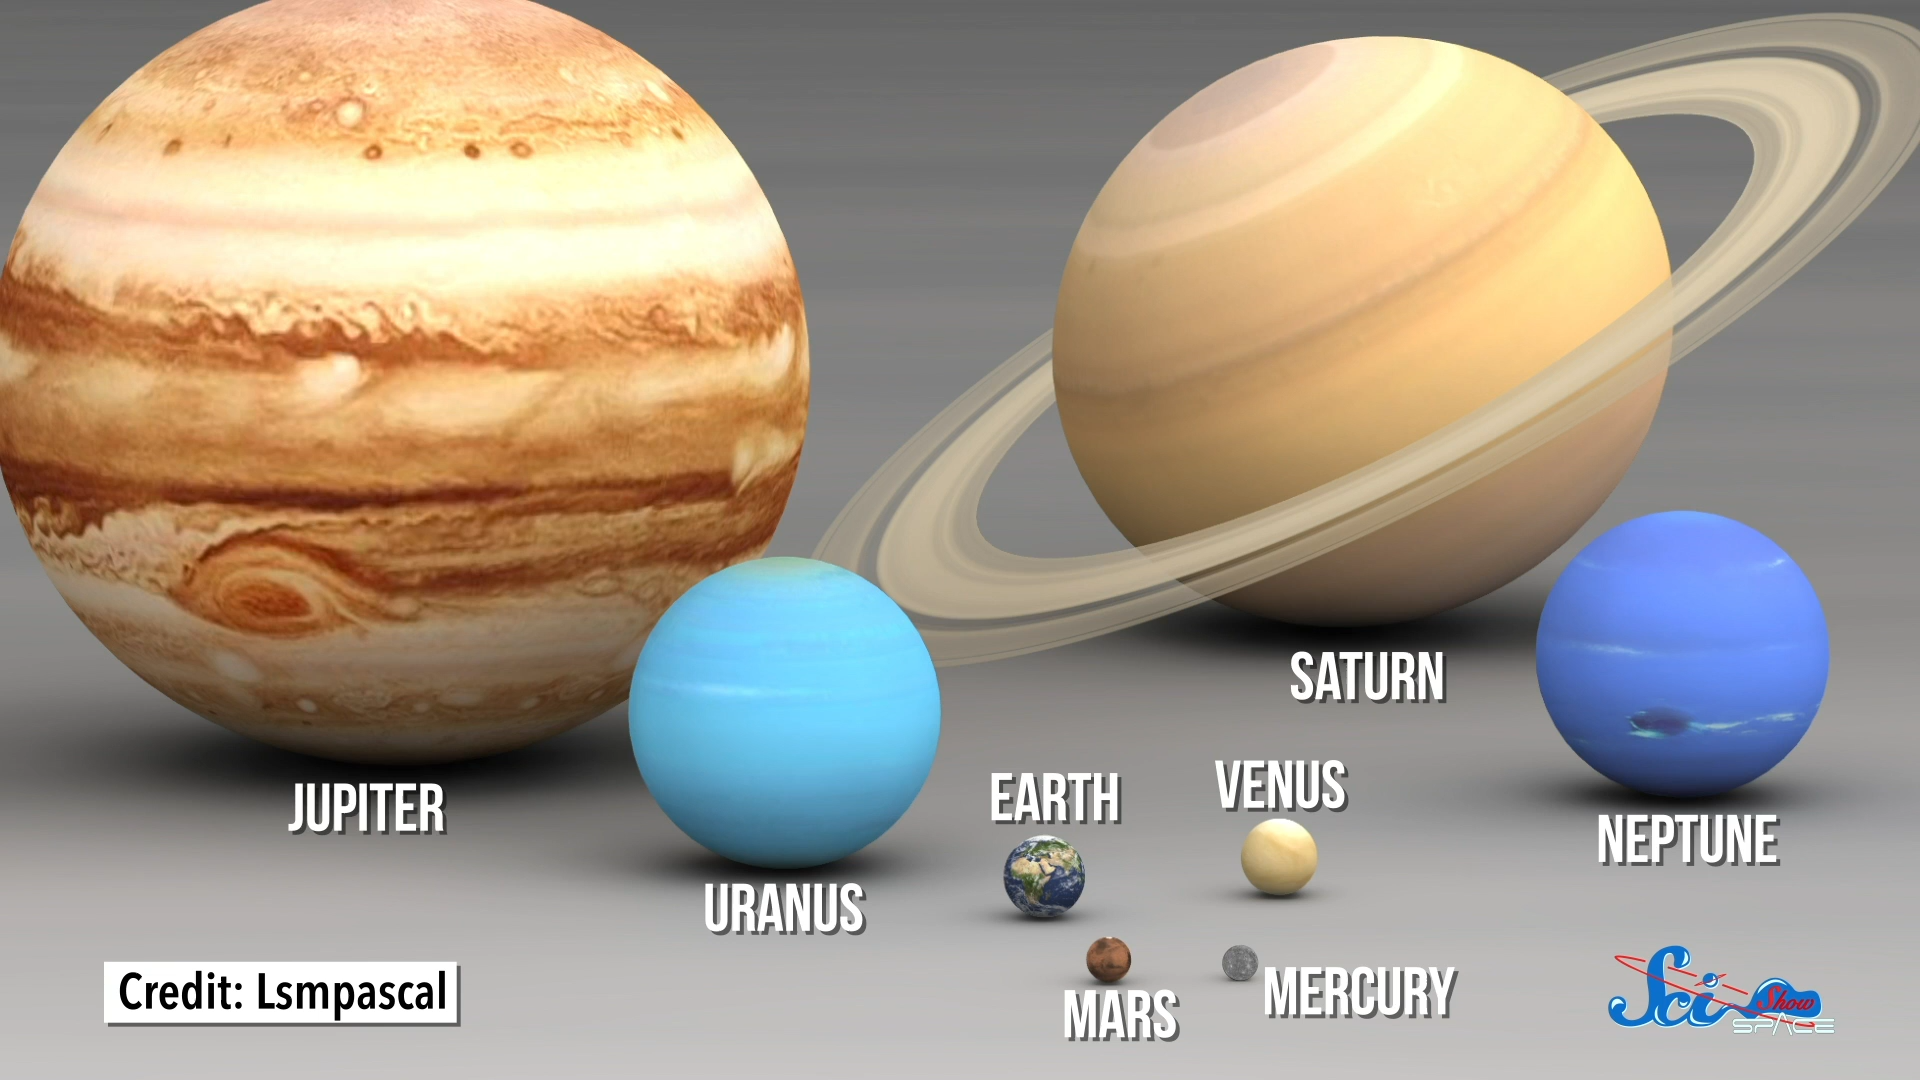 SATURN
JUPITER
EARTH
VENUS
NEPTUNE
URANUS
MARS
MERCURY
Credit: Lsmpascal
Sci Show
SPACE